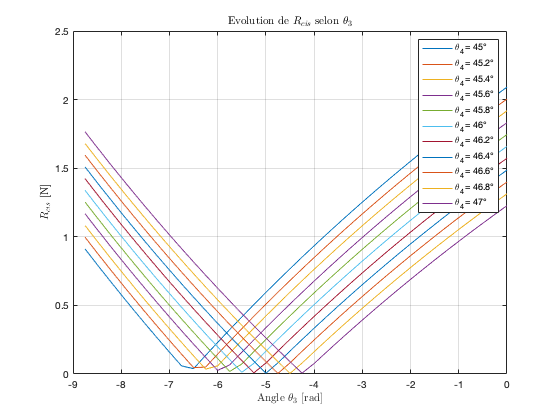 Evolution de R_cis selon θ_3
2.5
2
1.5
1
0.5
0
R_cis [N]
-9 -8 -7 -6 -5 -4 -3 -2 -1 0
Angle θ_3 [rad]
θ_4 = 45°
θ_4 = 45.2°
θ_4 = 45.4°
θ_4 = 45.6°
θ_4 = 45.8°
θ_4 = 46°
θ_4 = 46.2°
θ_4 = 46.4°
θ_4 = 46.6°
θ_4 = 46.8°
θ_4 = 47°